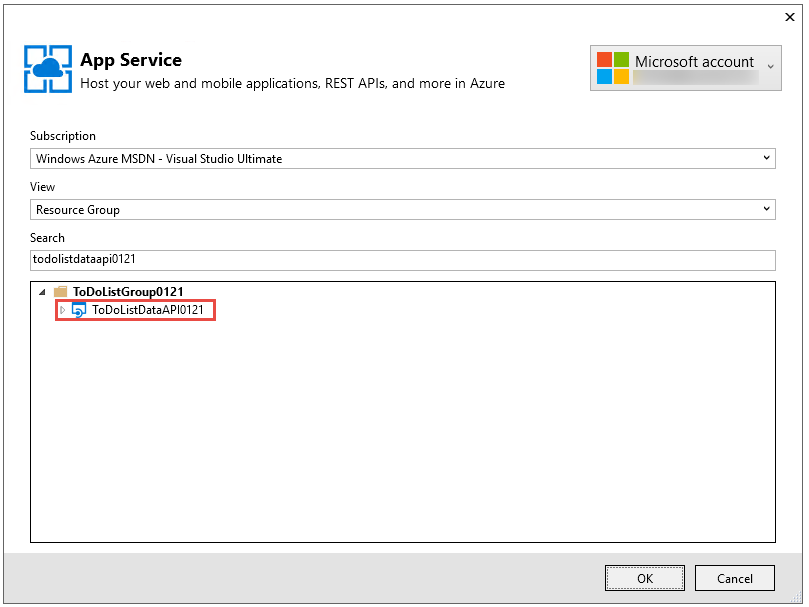 App Service
Host your web and mobile applications, REST APIs, and more in Azure
Microsoft account
Subscription
Windows Azure MSDN - Visual Studio Ultimate
View
Resource Group
Search
todolistdataapi0121
ToDoListGroup0121
ToDoListDataAPI0121
OK
Cancel